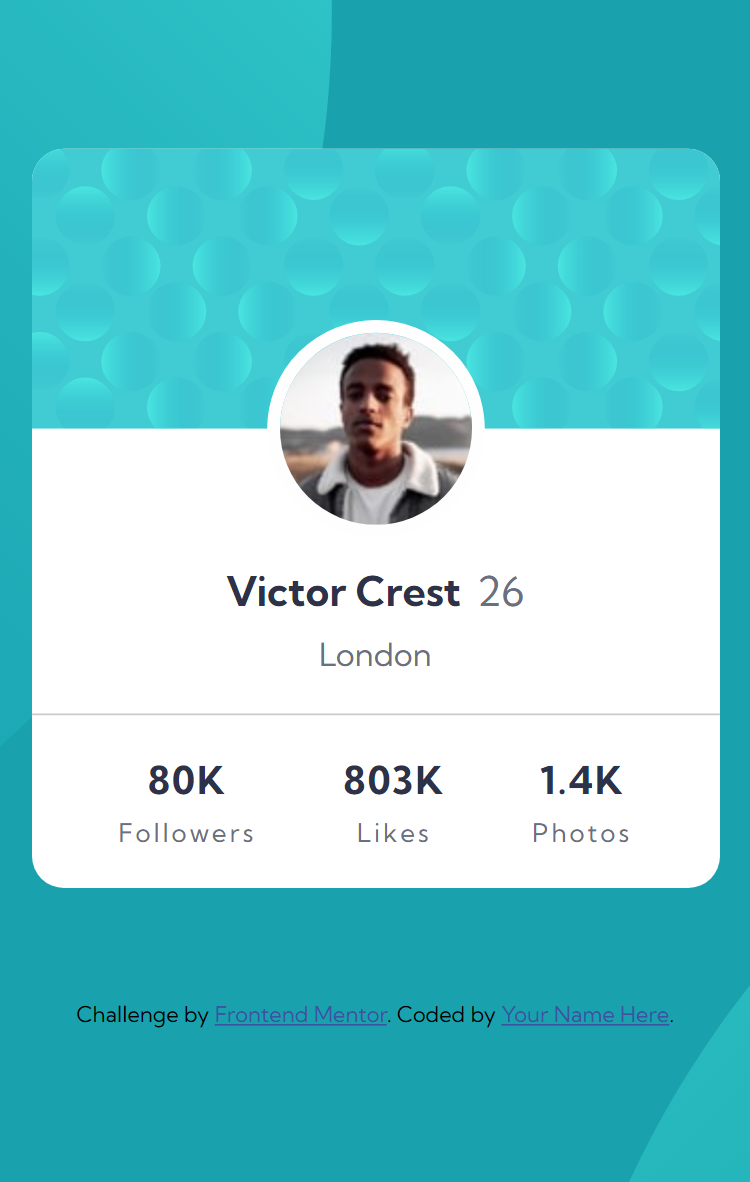 Victor Crest 26
London
80K 803K 1.4K
Followers Likes Photos
Challenge by Frontend Mentor. Coded by Your Name Here.